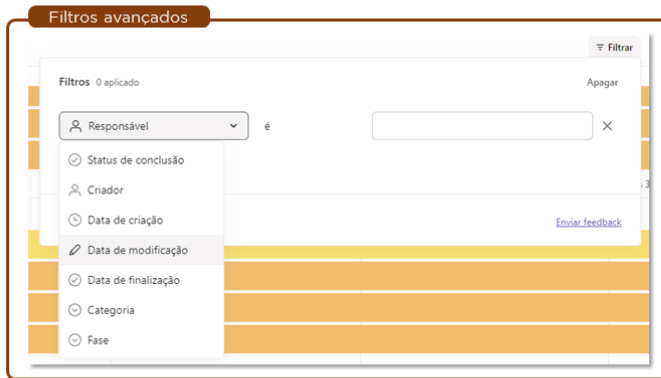 Filtros avançados
Filtrar
Filtros 0 aplicado
Apagar
Responsável
é
Status de conclusão
Criador
Data de criação
s 3
Data de modificação
Enviar feedback
Data de finalização
Categoria
Fase